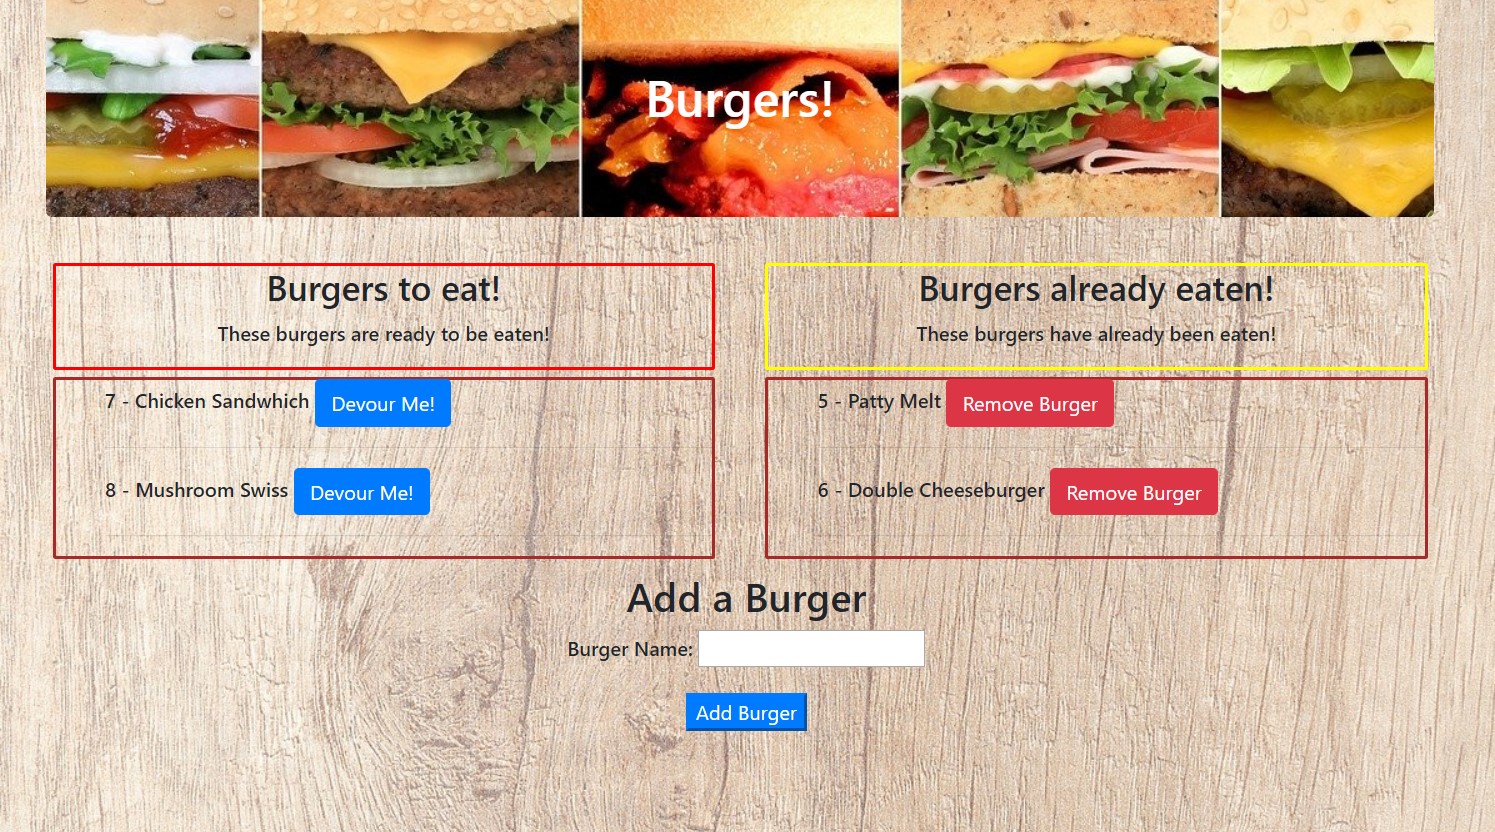 Burgers!
Burgers to eat!
These burgers are ready to be eaten!
7 - Chicken Sandwhich Devour Me!
8 - Mushroom Swiss Devour Me!
Burgers already eaten!
These burgers have already been eaten!
5 - Patty Melt Remove Burger
6 - Double Cheeseburger Remove Burger
Add a Burger
Burger Name:
Add Burger